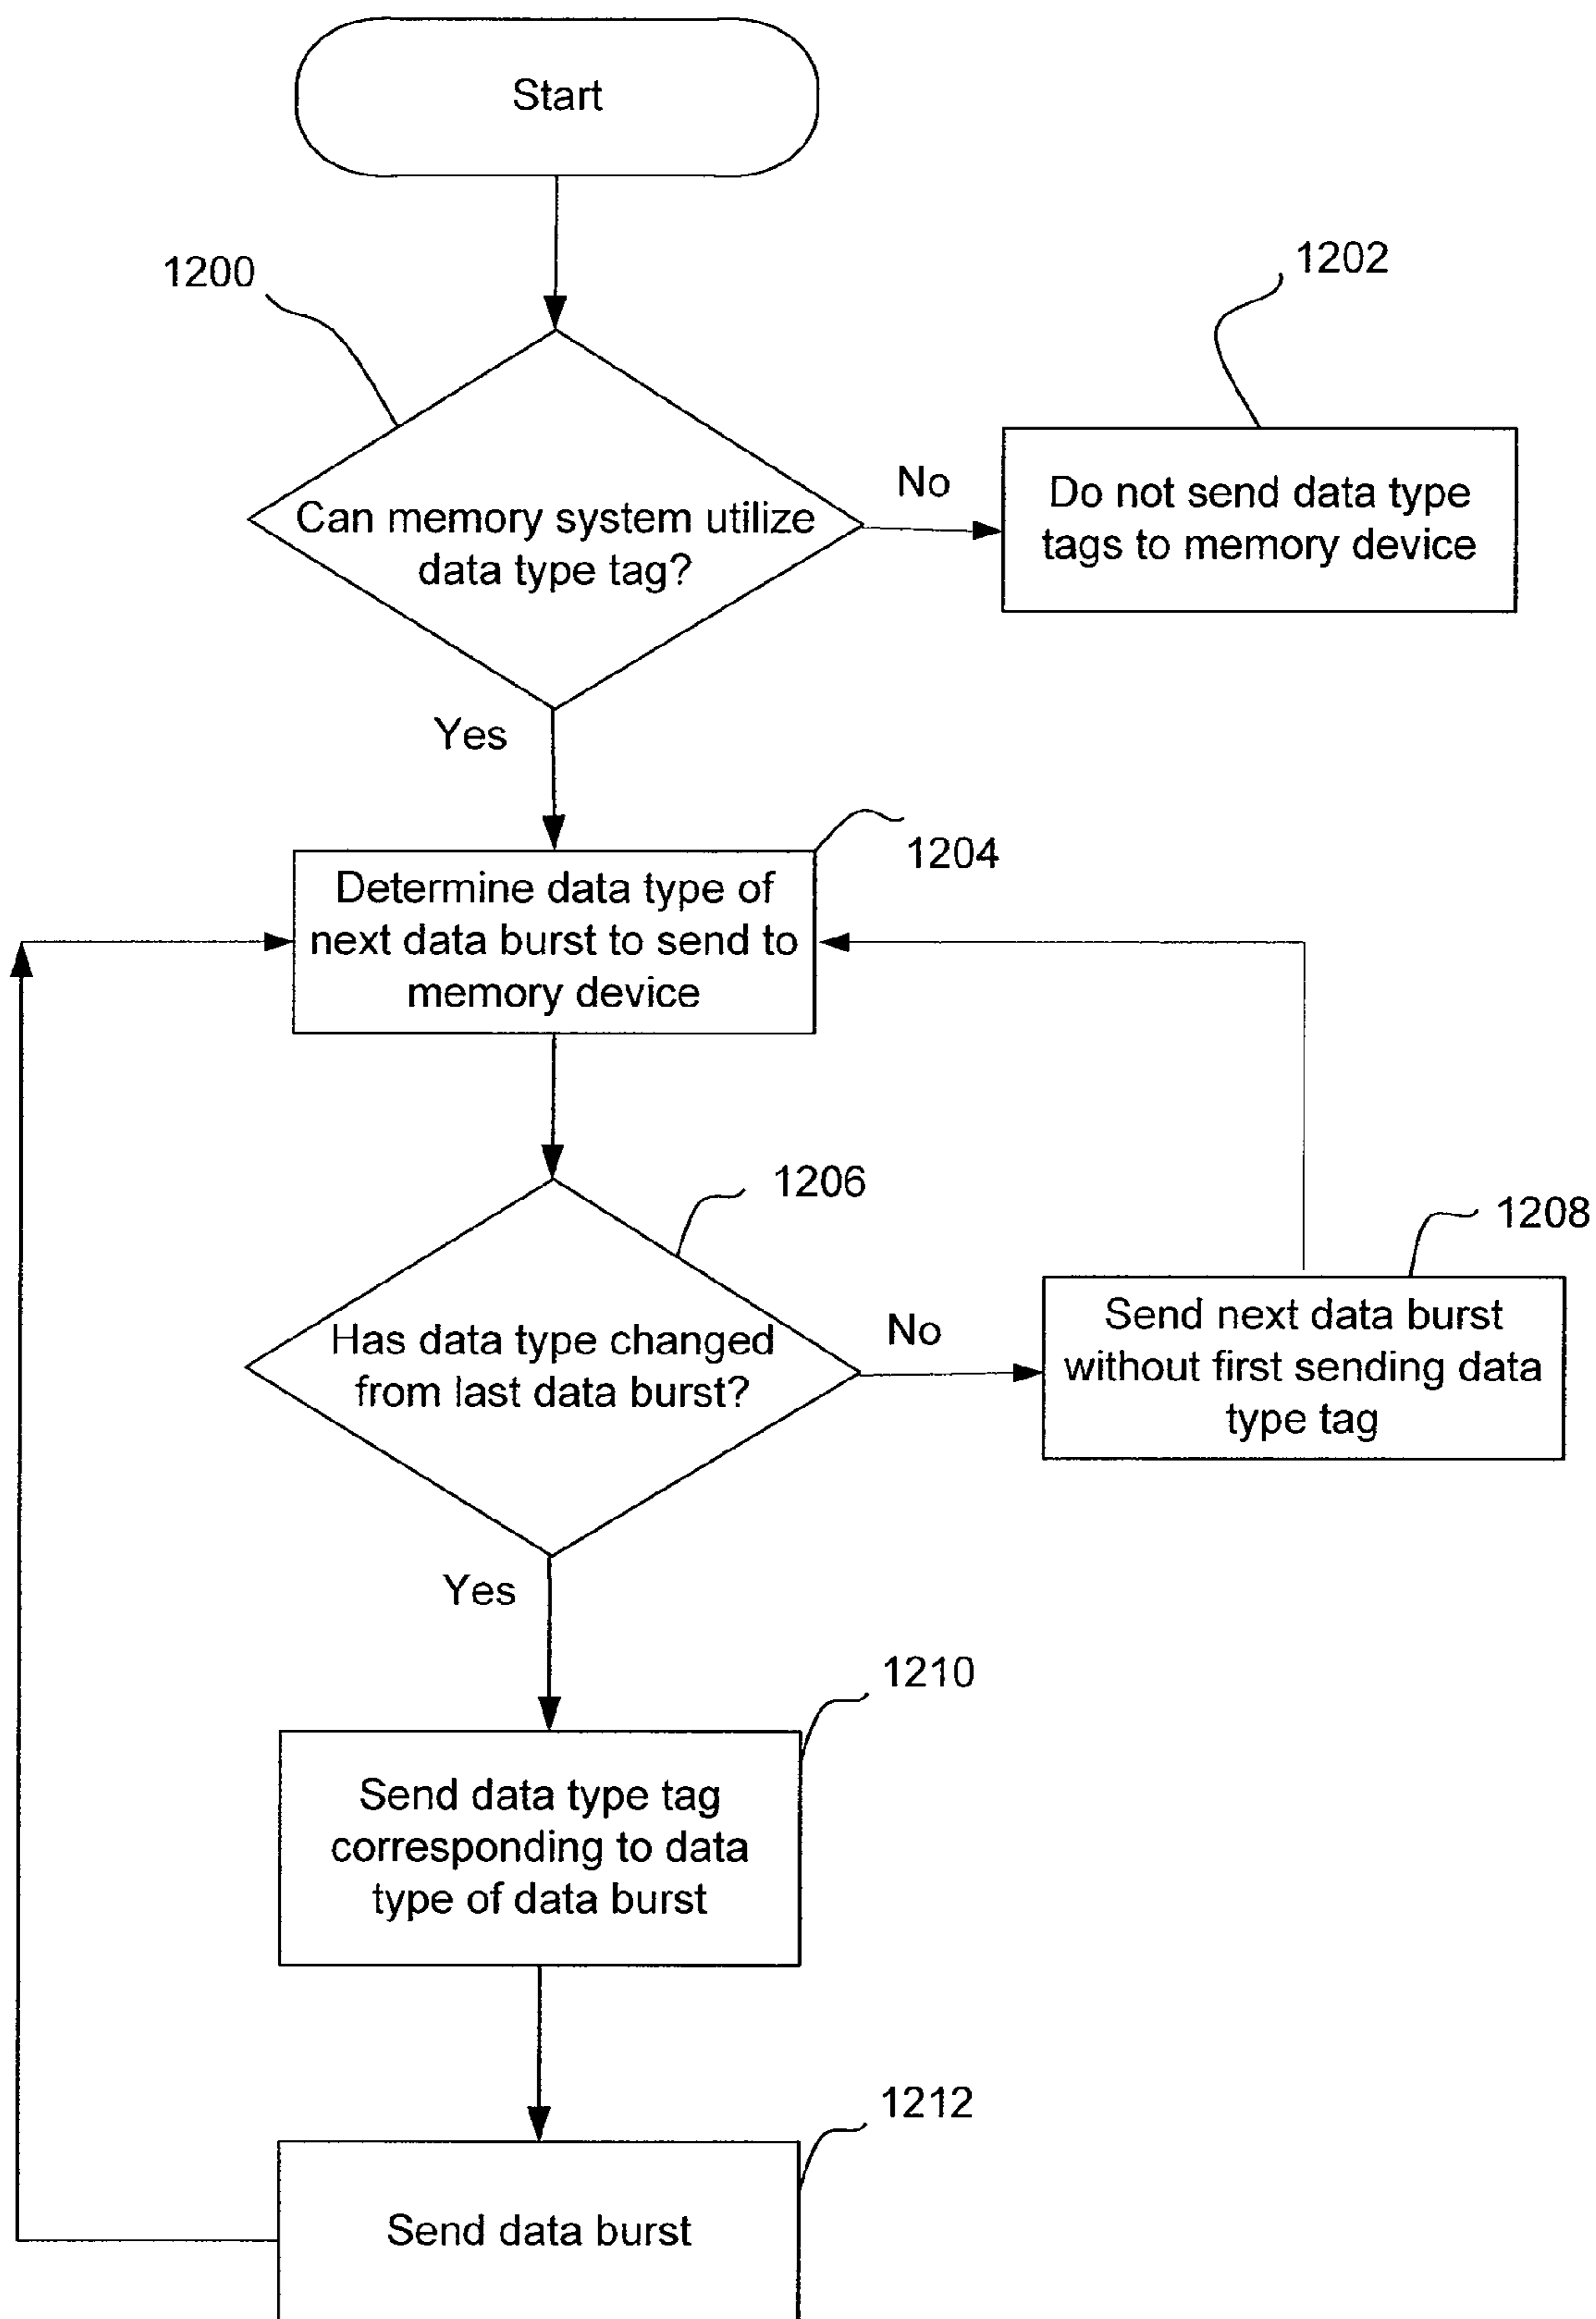 Start
1200
1202
Can memory system utilize
data type tag?
No
Do not send data type
tags to memory device
Yes
1204
Determine data type of
next data burst to send to
memory device
1206
1208
Has data type changed
from last data burst?
No
Send next data burst
without first sending data
type tag
Yes
1210
Send data type tag
corresponding to data
type of data burst
1212
Send data burst